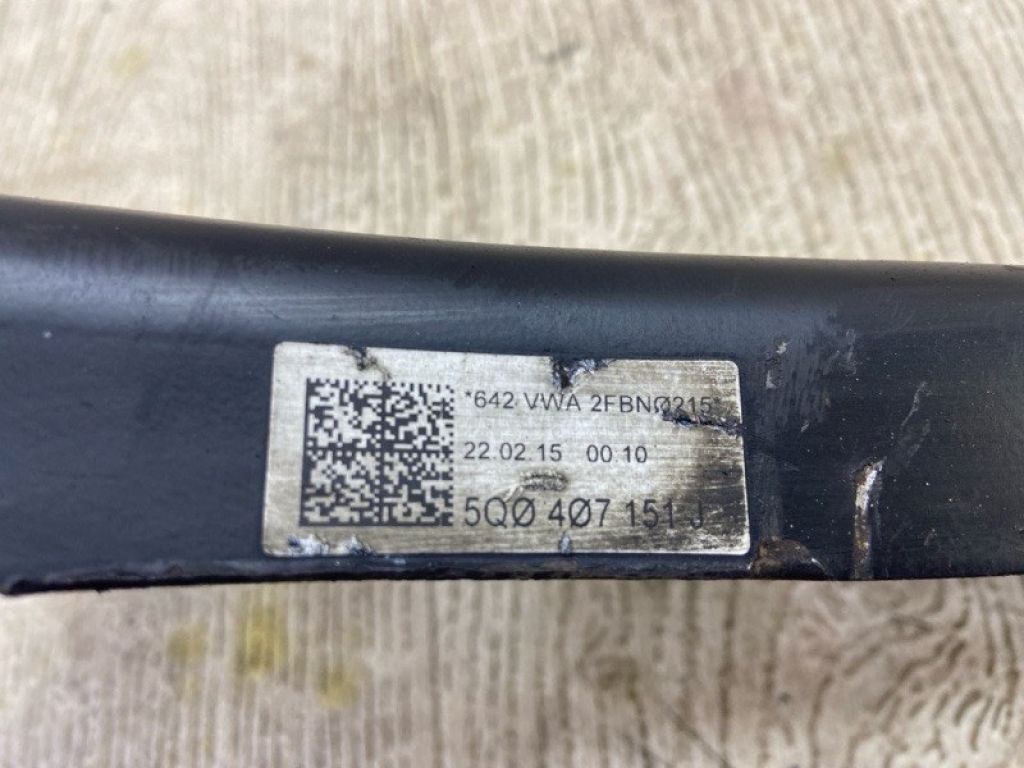 *642 VWA 2FBNØ215*
22.02.15 00.10
5QØ 4Ø7 151 J